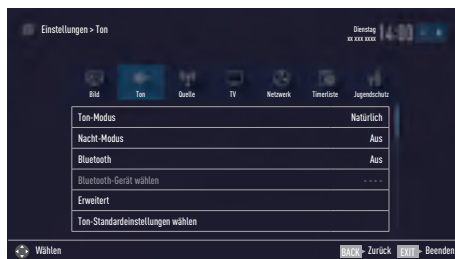 Einstellungen > Ton
Dienstag
xx xxx xxxx
14:00
Bild Ton Quelle TV Netzwerk Timerliste Jugendschutz
Ton-Modus Natürlich
Nacht-Modus Aus
Bluetooth Aus
Bluetooth-Gerät wählen - - - -
Erweitert
Ton-Standardeinstellungen wählen
Wählen BACK Zurück EXIT Beenden